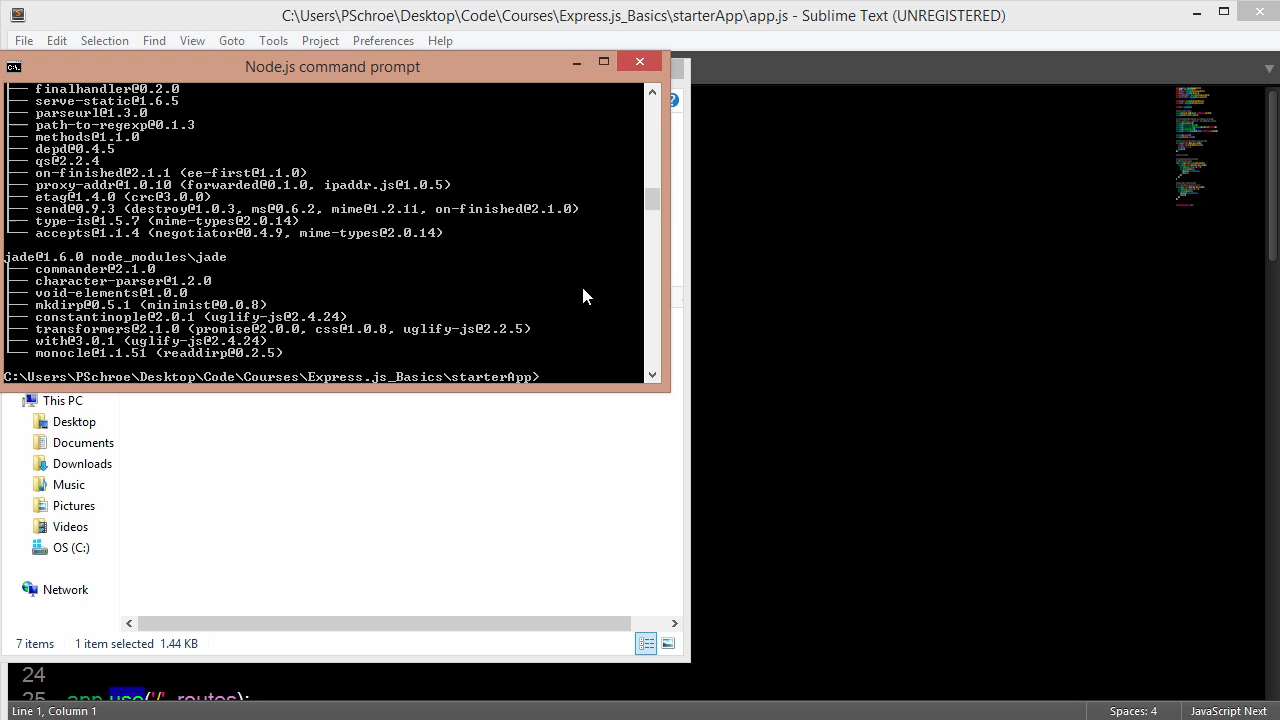 C:\Users\PSchroe\Desktop\Code\Courses\Express.js_Basics\starterApp\app.js - Sublime Text (UNREGISTERED)
File Edit Selection Find View Goto Tools Project Preferences Help
Node.js command prompt
finalhandler@0.2.0
serve-static@1.6.5
parseurl@1.3.0
path-to-regexp@0.1.3
methods@1.1.0
depd@0.4.5
qs@2.2.4
on-finished@2.1.1 (ee-first@1.1.0)
proxy-addr@1.0.10 (forwarded@0.1.0, ipaddr.js@1.0.5)
etag@1.4.0 (crc@3.0.0)
send@0.9.3 (destroy@1.0.3, ms@0.6.2, mime@1.2.11, on-finished@2.1.0)
type-is@1.5.7 (mime-types@2.0.14)
accepts@1.1.4 (negotiator@0.4.9, mime-types@2.0.14)
jade@1.6.0 node_modules\jade
commander@2.1.0
character-parser@1.2.0
void-elements@1.0.0
mkdirp@0.5.1 (minimist@0.0.8)
constantinople@2.0.1 (uglify-js@2.4.24)
transformers@2.1.0 (promise@2.0.0, css@1.0.8, uglify-js@2.2.5)
with@3.0.1 (uglify-js@2.4.24)
monocle@1.1.51 (readdirp@0.2.5)
C:\Users\PSchroe\Desktop\Code\Courses\Express.js_Basics\starterApp>
This PC
Desktop
Documents
Downloads
Music
Pictures
Videos
OS (C:)
Network
7 items 1 item selected 1.44 KB
24
25 app.use('/', routes);
Line 1, Column 1 Spaces: 4 JavaScript Next